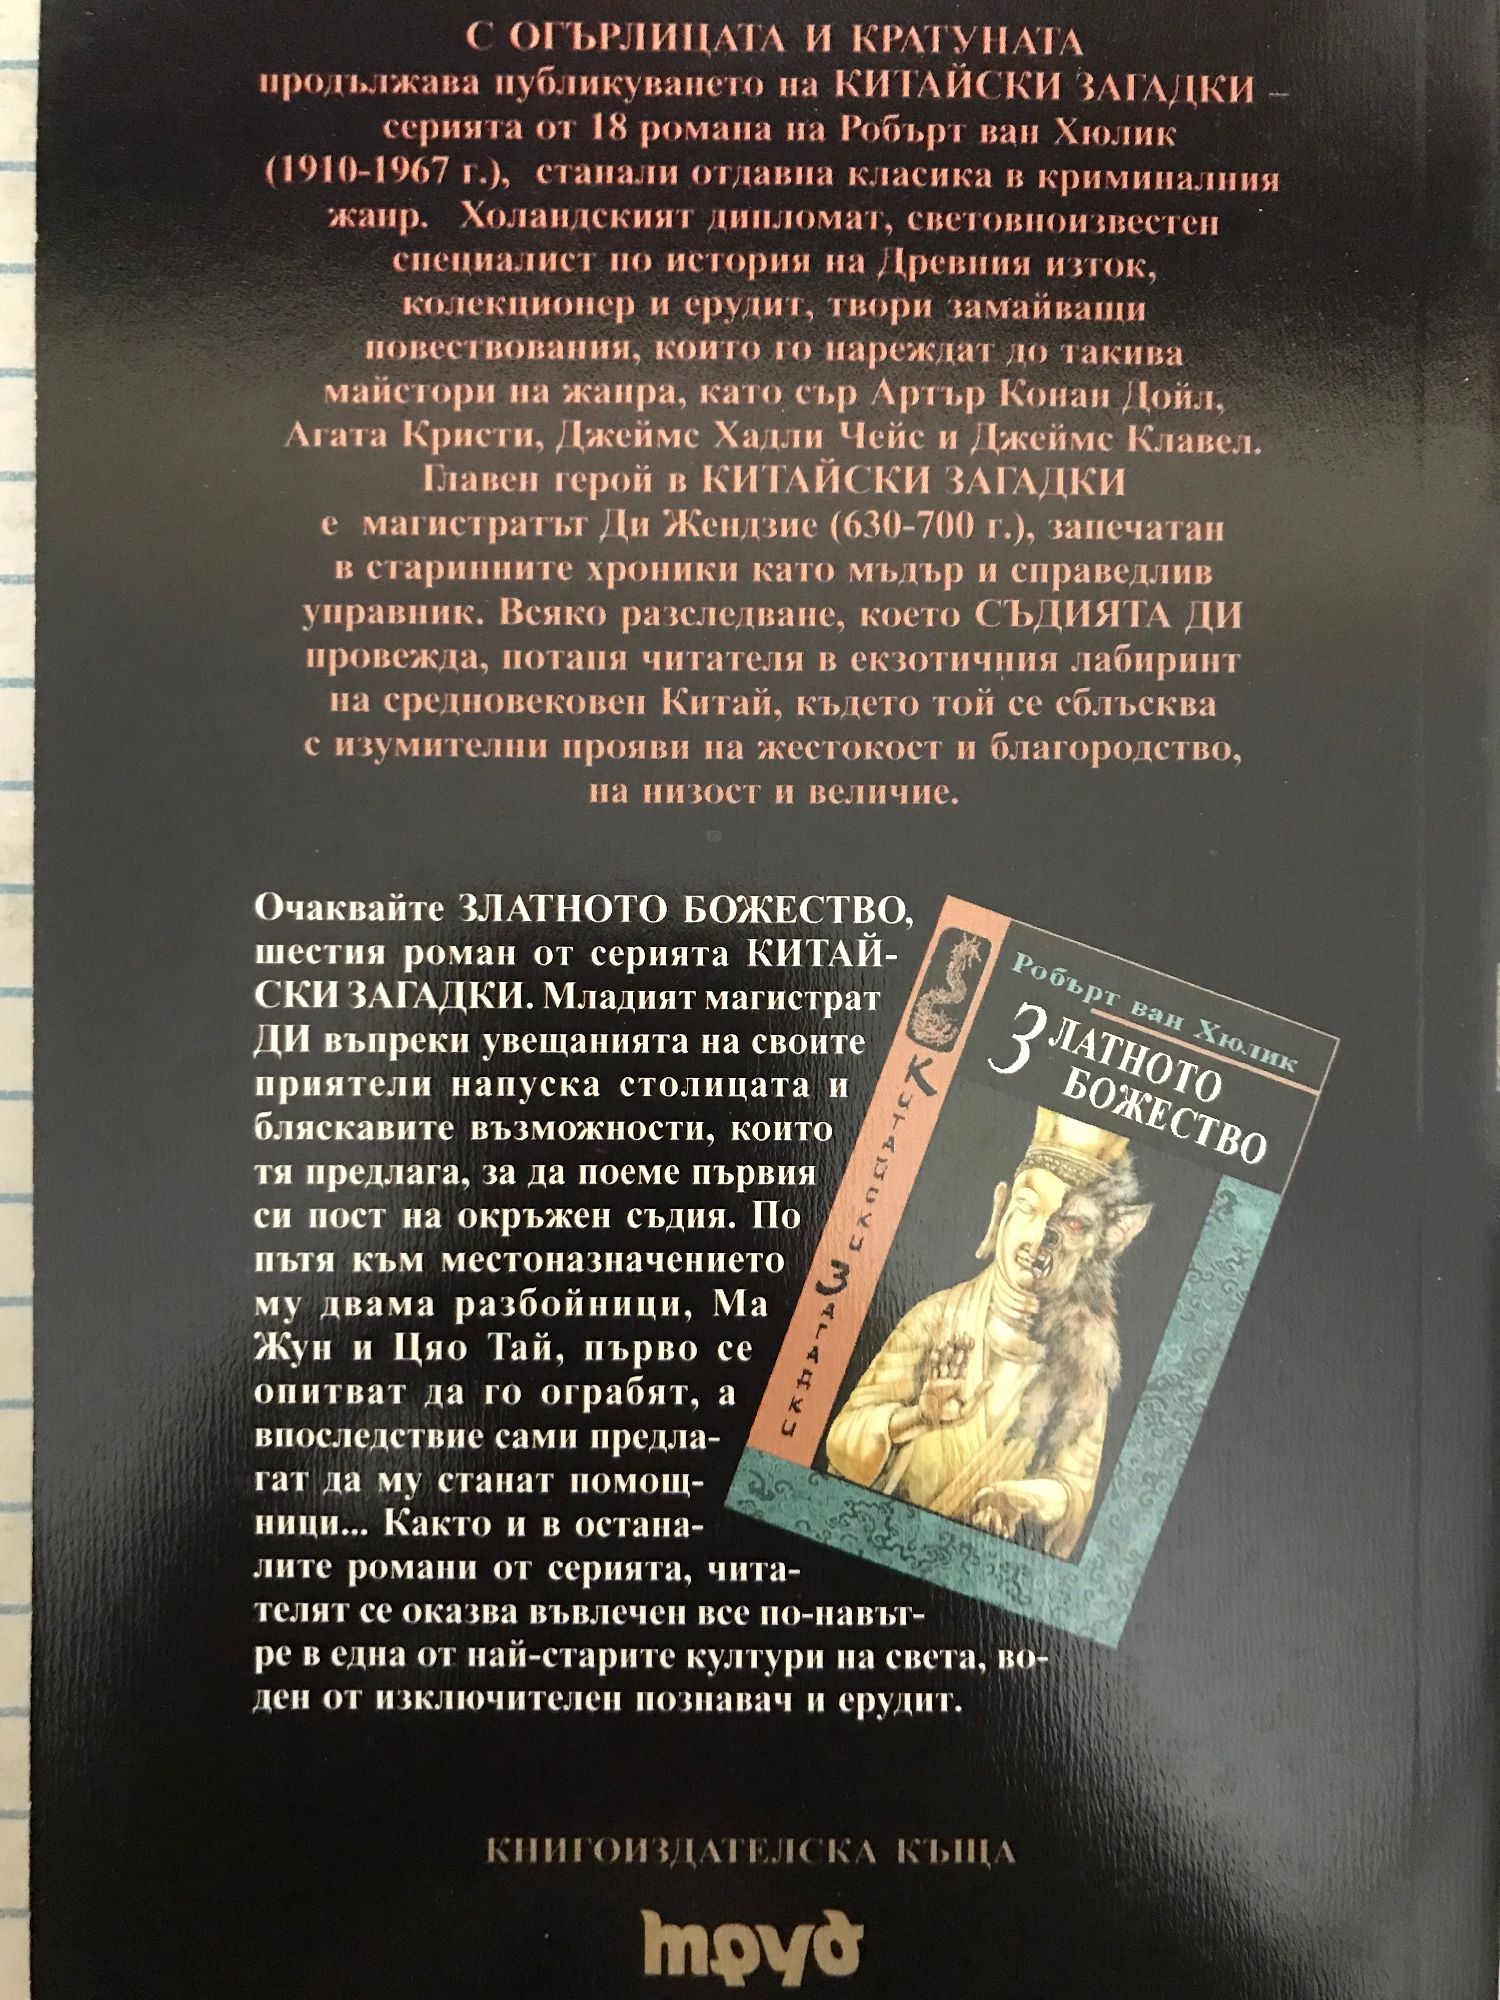 С ОГЪРЛИЦАТА И КРАТУНАТА
продължава публикуването на КИТАЙСКИ ЗАГАДКИ –
серията от 18 романа на Робърт ван Хюлик
(1910-1967 г.), станали отдавна класика в криминалния
жанр. Холандският дипломат, световноизвестен
специалист по история на Древния изток,
колекционер и ерудит, твори замайващи
повествования, които го нареждат до такива
майстори на жанра, като сър Артър Конан Дойл,
Агата Кристи, Джеймс Хадли Чейс и Джеймс Клавел.
Главен герой в КИТАЙСКИ ЗАГАДКИ
е магистратът Ди Жендзие (630-700 г.), запечатан
в старинните хроники като мъдър и справедлив
управник. Всяко разследване, което СЪДИЯТА ДИ
провежда, потапя читателя в екзотичния лабиринт
на средновековен Китай, където той се сблъсква
с изумителни прояви на жестокост и благородство,
на низост и величие.
Очаквайте ЗЛАТНОТО БОЖЕСТВО,
шестия роман от серията КИТАЙ-
СКИ ЗАГАДКИ. Младият магистрат
ДИ въпреки увещанията на своите
приятели напуска столицата и
бляскавите възможности, които
тя предлага, за да поеме първия
си пост на окръжен съдия. По
пътя към местоназначението
му двама разбойници, Ма
Жун и Цяо Тай, първо се
опитват да го ограбят, а
впоследствие сами предла-
гат да му станат помощ-
ници... Както и в остана-
лите романи от серията, чита-
телят се оказва въвлечен все по-навът-
ре в една от най-старите култури на света, во-
ден от изключителен познавач и ерудит.
Робърт ван Хюлик
ЗЛАТНОТО
БОЖЕСТВО
Китайски Загадки
КНИГОИЗДАТЕЛСКА КЪЩА
труд